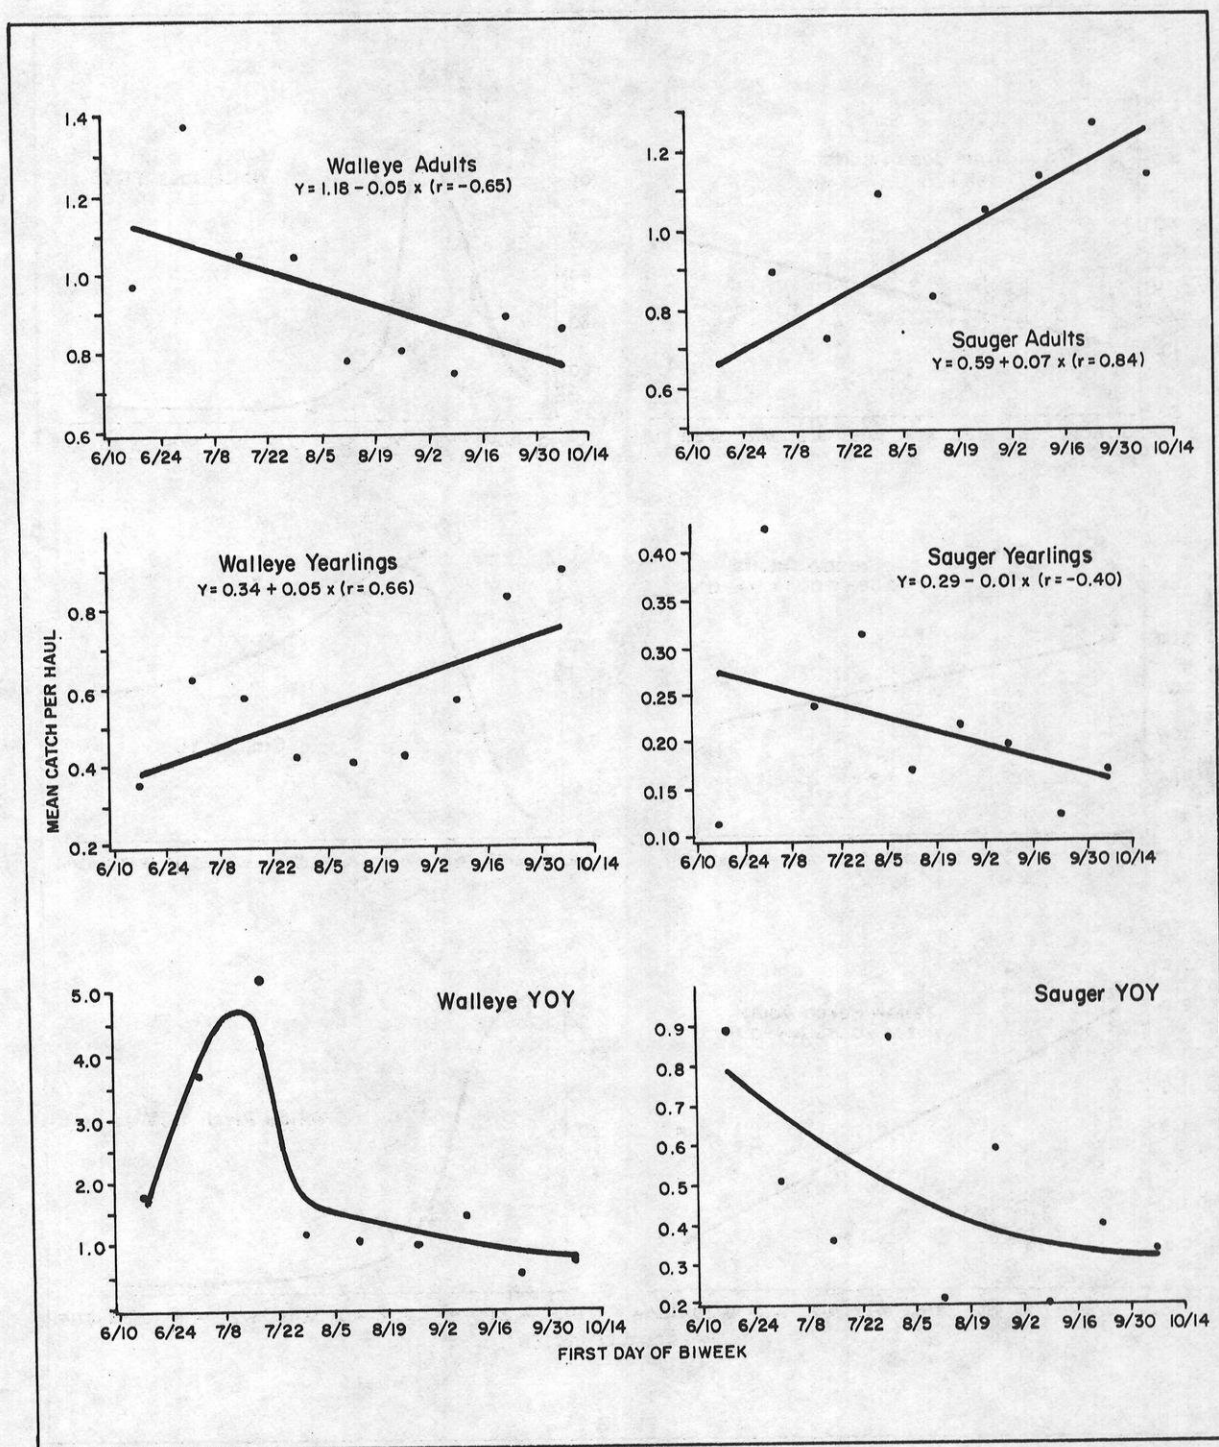 1.4
1.2
1.0
0.8
0.6
Walleye Adults
Y = 1.18 - 0.05 x (r = -0.65)
6/10 6/24 7/8 7/22 8/5 8/19 9/2 9/16 9/30 10/14
1.2
1.0
0.8
0.6
Sauger Adults
Y = 0.59 + 0.07 x (r = 0.84)
6/10 6/24 7/8 7/22 8/5 8/19 9/2 9/16 9/30 10/14
MEAN CATCH PER HAUL
0.8
0.6
0.4
0.2
Walleye Yearlings
Y = 0.34 + 0.05 x (r = 0.66)
6/10 6/24 7/8 7/22 8/5 8/19 9/2 9/16 9/30 10/14
0.40
0.35
0.30
0.25
0.20
0.15
0.10
Sauger Yearlings
Y = 0.29 - 0.01 x (r = -0.40)
6/10 6/24 7/8 7/22 8/5 8/19 9/2 9/16 9/30 10/14
5.0
4.0
3.0
2.0
1.0
Walleye YOY
6/10 6/24 7/8 7/22 8/5 8/19 9/2 9/16 9/30 10/14
0.9
0.8
0.7
0.6
0.5
0.4
0.3
0.2
Sauger YOY
6/10 6/24 7/8 7/22 8/5 8/19 9/2 9/16 9/30 10/14
FIRST DAY OF BIWEEK